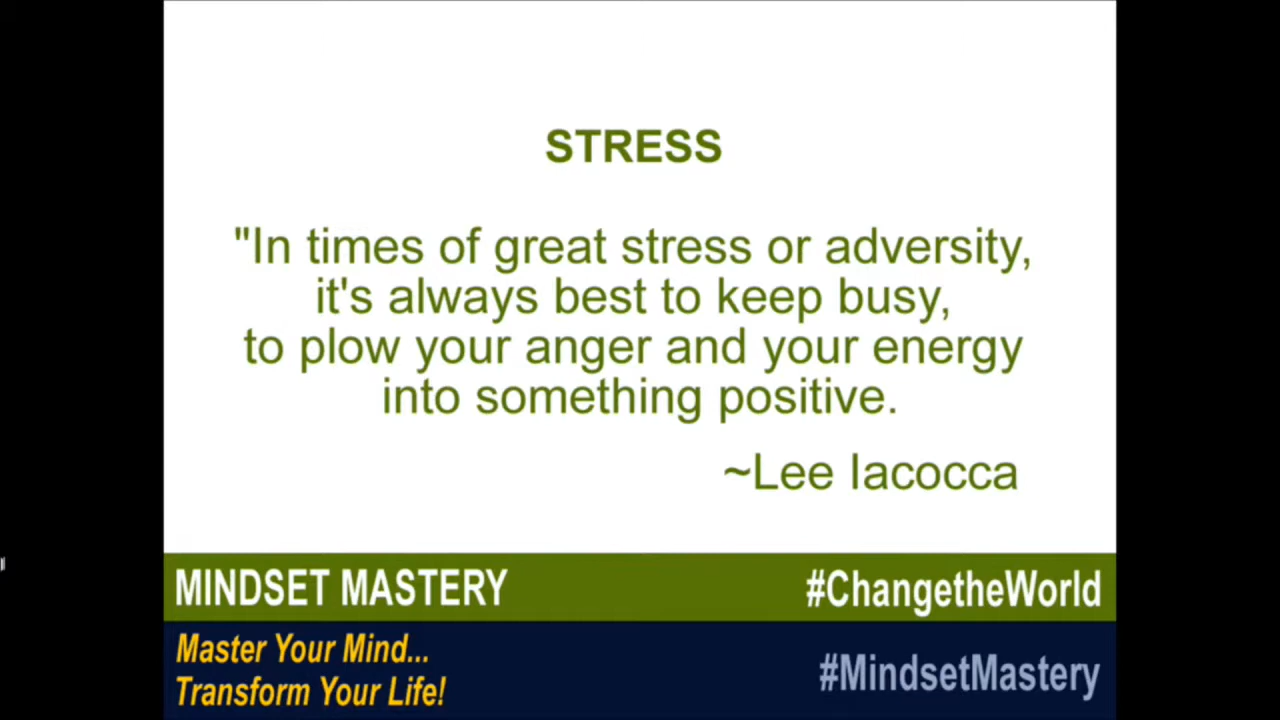 STRESS
"In times of great stress or adversity,
it's always best to keep busy,
to plow your anger and your energy
into something positive.
~Lee Iacocca
MINDSET MASTERY
#ChangetheWorld
Master Your Mind...
Transform Your Life!
#MindsetMastery